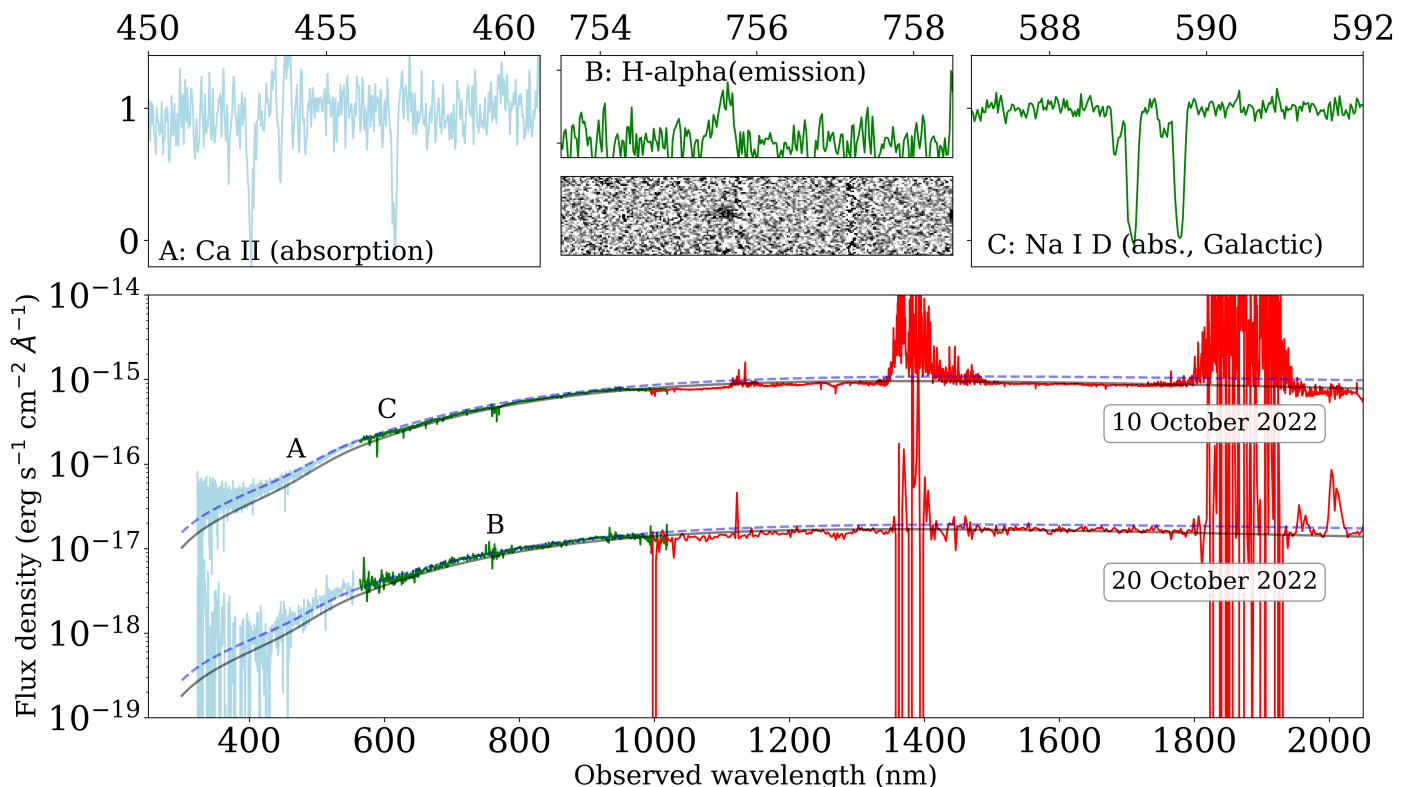 450 455 460 754 756 758 588 590 592
B: H-alpha(emission)
1
0
A: Ca II (absorption)
C: Na I D (abs., Galactic)
10⁻¹⁴
10⁻¹⁵
10⁻¹⁶
10⁻¹⁷
10⁻¹⁸
10⁻¹⁹
Flux density (erg s⁻¹ cm⁻² Å⁻¹)
C
A
10 October 2022
B
20 October 2022
400 600 800 1000 1200 1400 1600 1800 2000
Observed wavelength (nm)